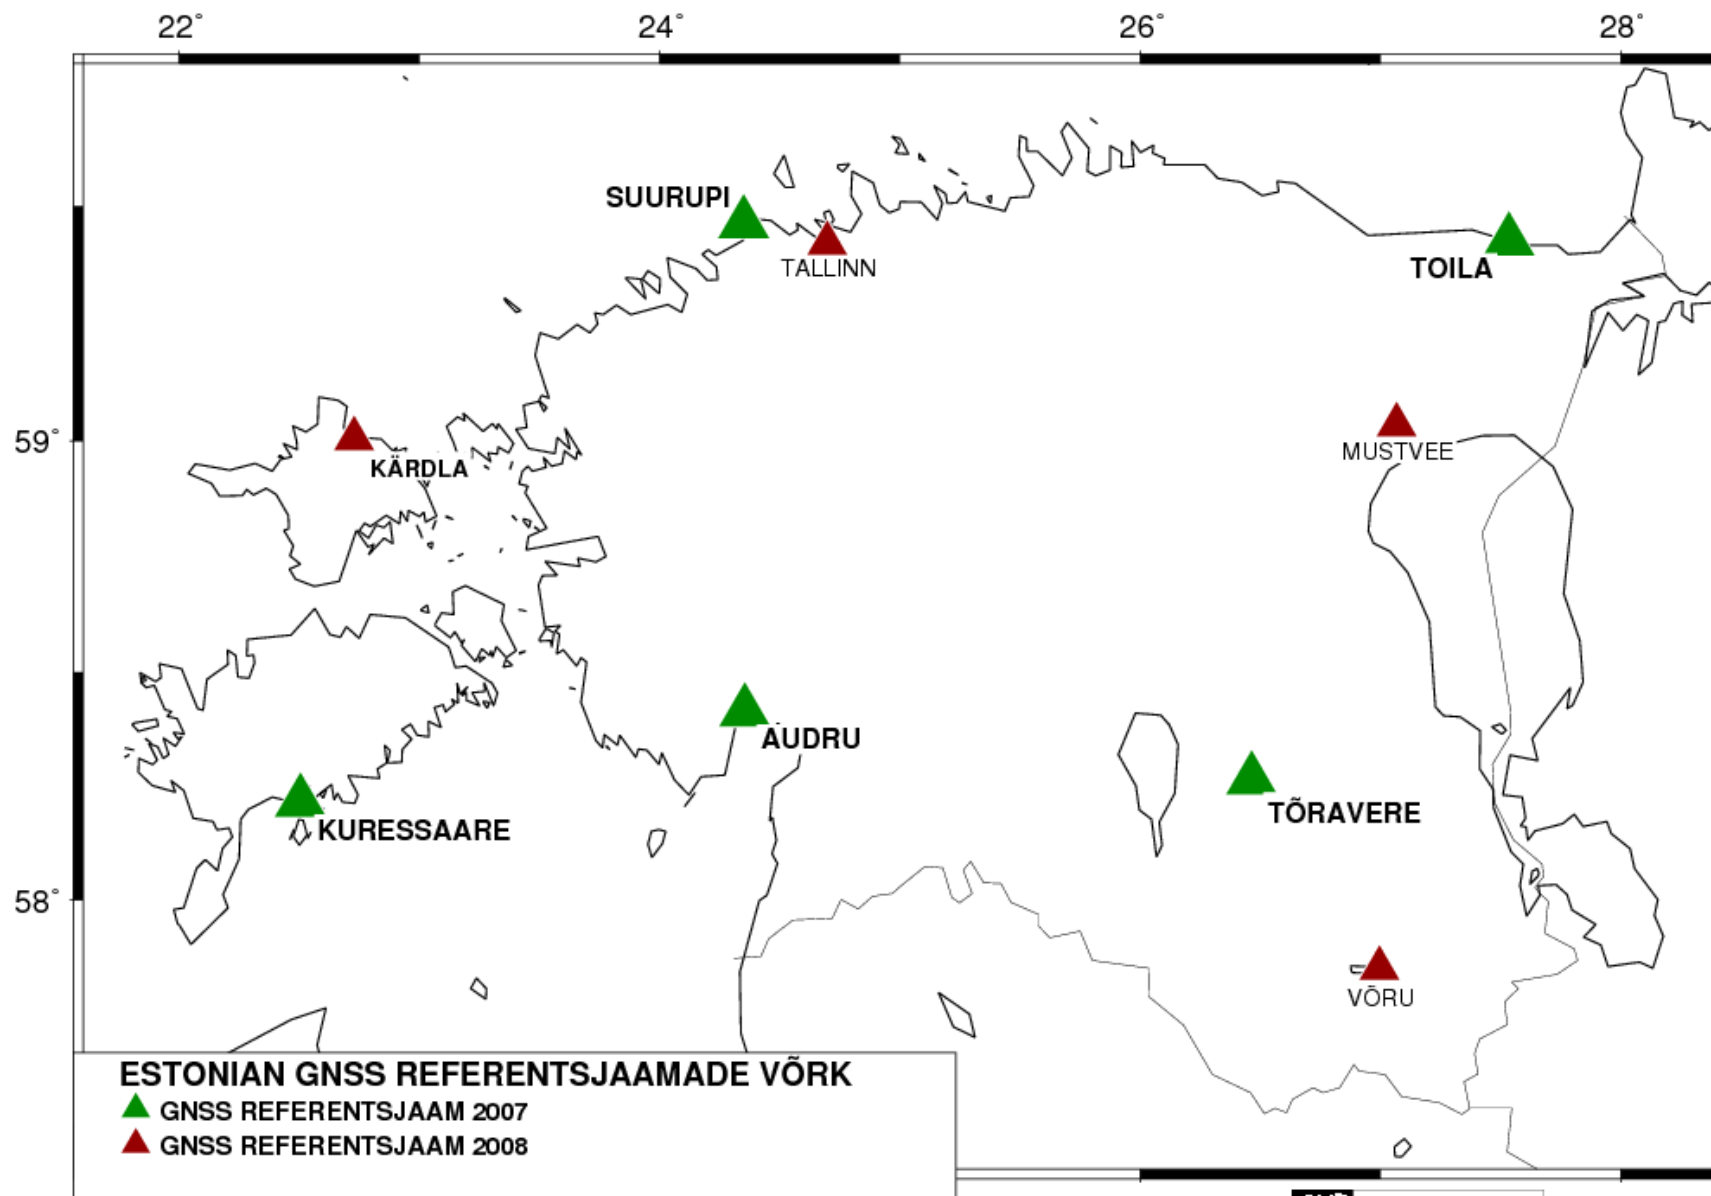 22°
24°
26°
28°
SUURUPI
TALLINN
TOILA
59°
KÄRDLA
MUSTVEE
AUDRU
KURESSAARE
TÕRAVERE
58°
VÕRU
ESTONIAN GNSS REFERENTSJAAMADE VÕRK
GNSS REFERENTSJAAM 2007
GNSS REFERENTSJAAM 2008